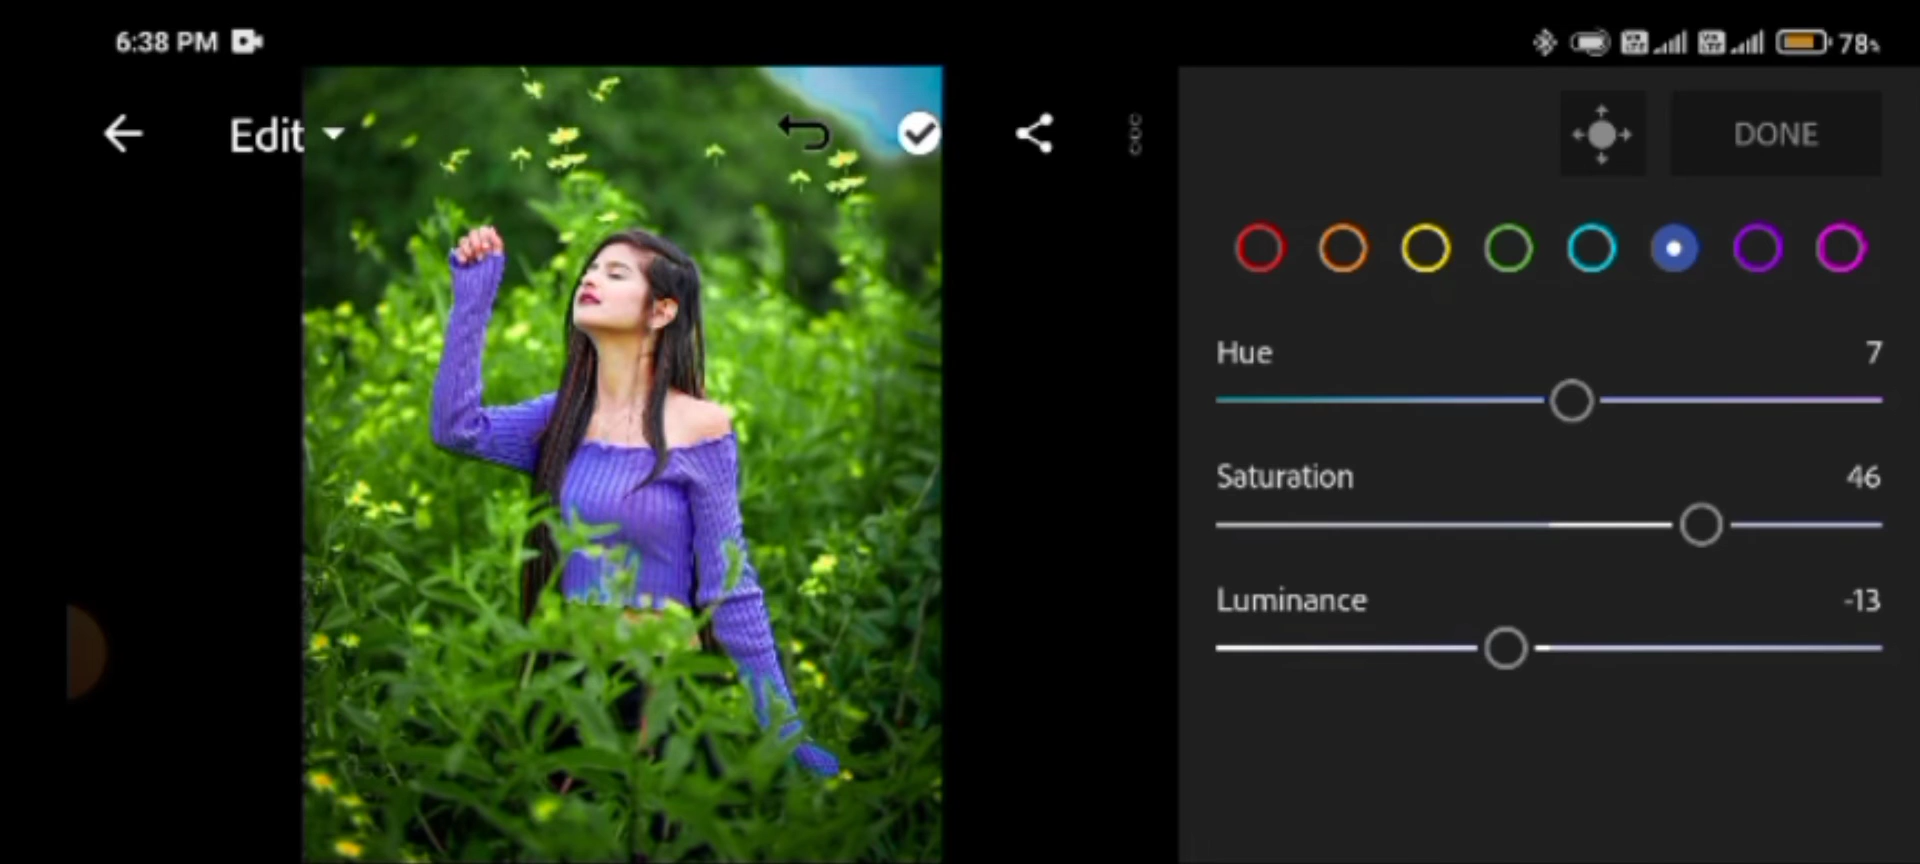 6:38 PM
78%
Edit
DONE
Hue 7
Saturation 46
Luminance -13